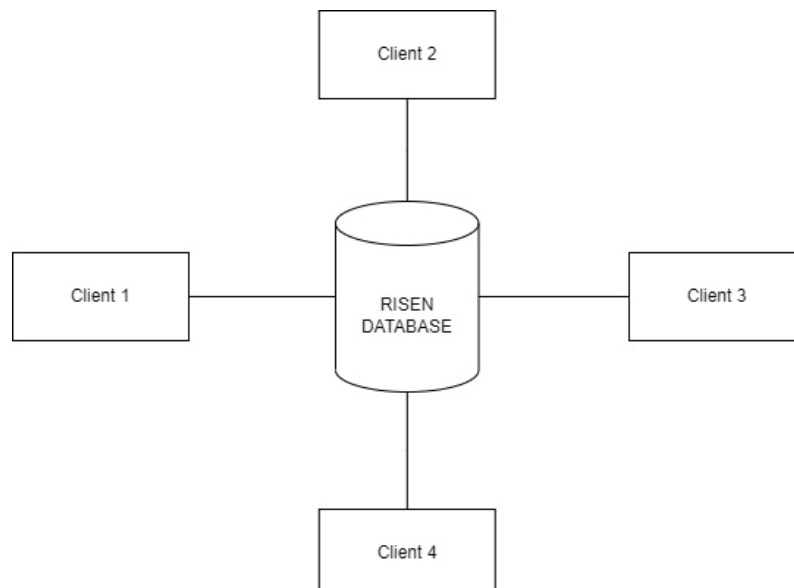 Client 2
Client 1
RISEN
DATABASE
Client 3
Client 4